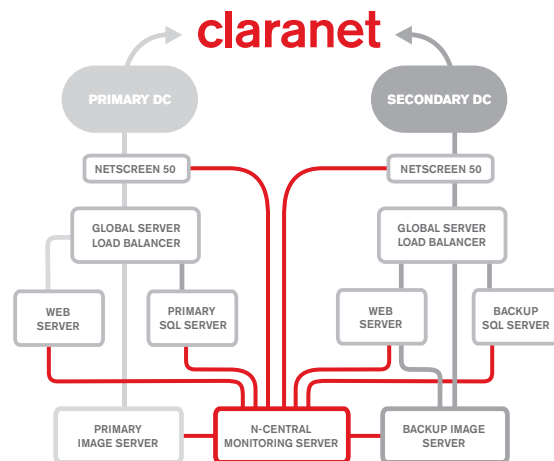 claranet
PRIMARY DC
SECONDARY DC
NETSCREEN 50
NETSCREEN 50
GLOBAL SERVER
LOAD BALANCER
GLOBAL SERVER
LOAD BALANCER
WEB
SERVER
PRIMARY
SQL SERVER
WEB
SERVER
BACKUP
SQL SERVER
PRIMARY
IMAGE SERVER
N-CENTRAL
MONITORING SERVER
BACKUP IMAGE
SERVER